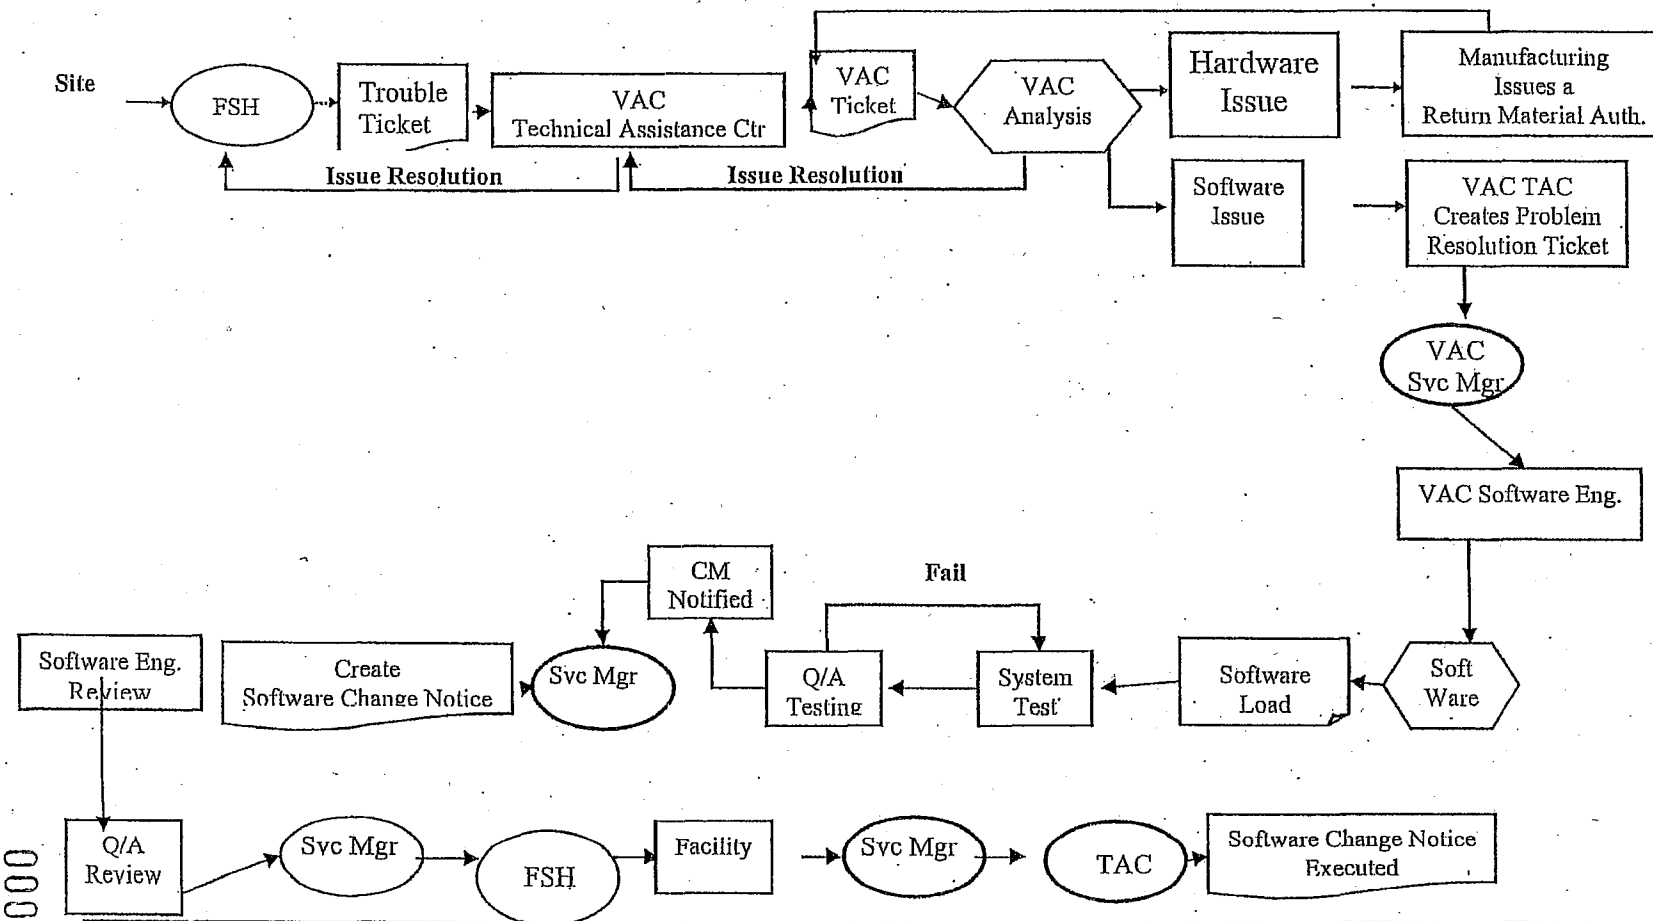 Site
FSH
Trouble
Ticket
VAC
Technical Assistance Ctr
VAC
Ticket
VAC
Analysis
Hardware
Issue
Manufacturing
Issues a
Return Material Auth.
Issue Resolution
Issue Resolution
Software
Issue
VAC TAC
Creates Problem
Resolution Ticket
VAC
Svc Mgr
VAC Software Eng.
CM
Notified
Fail
Software Eng.
Review
Create
Software Change Notice
Svc Mgr
Q/A
Testing
System
Test
Software
Load
Soft
Ware
Q/A
Review
Svc Mgr
FSH
Facility
Svc Mgr
TAC
Software Change Notice
Executed
000